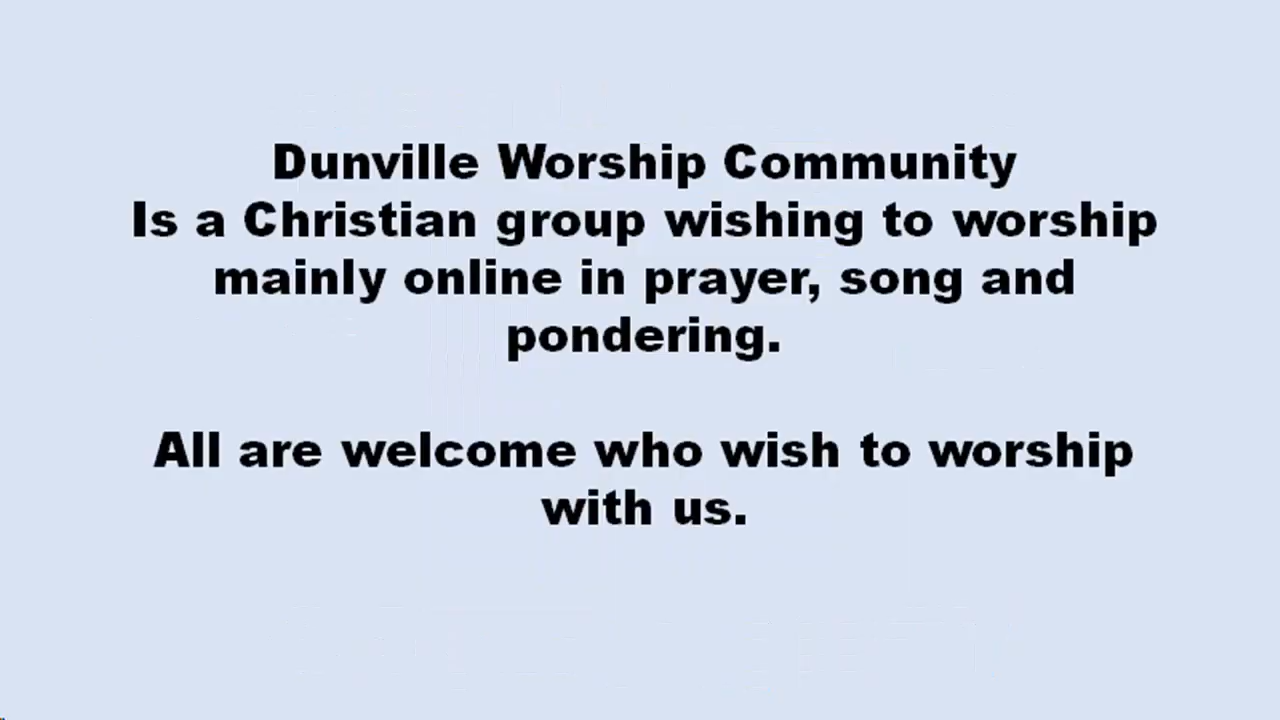 Dunville Worship Community
Is a Christian group wishing to worship
mainly online in prayer, song and
pondering.
All are welcome who wish to worship
with us.